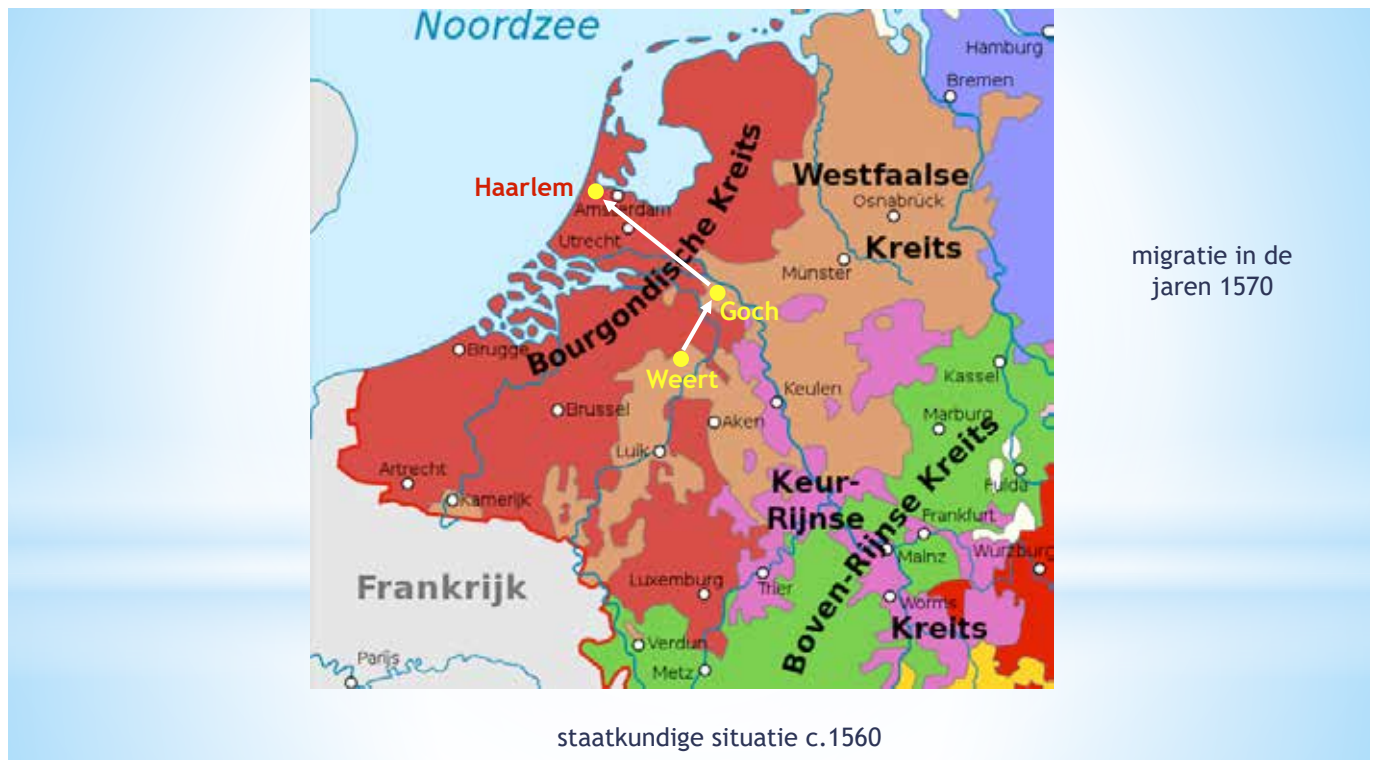 Noordzee
Hamburg
Bremen
Bourgondische Kreits
Westfaalse
Kreits
Osnabrück
Haarlem
Amsterdam
Utrecht
Münster
Goch
Weert
Brugge
Brussel
Keulen
Kassel
Marburg
Aken
Luik
Artrecht
Kamerijk
Keur-
Rijnse
Kreits
Boven-Rijnse Kreits
Fulda
Frankfurt
Mainz
Würzburg
Frankrijk
Luxemburg
Trier
Worms
Verdun
Metz
Parijs
migratie in de
jaren 1570
staatkundige situatie c.1560